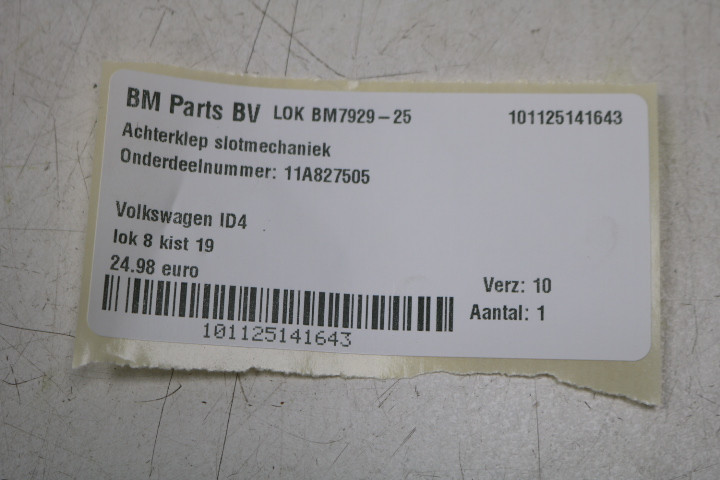 BM Parts BV LOK BM7929-25 101125141643
Achterklep slotmechaniek
Onderdeelnummer: 11A827505
Volkswagen ID4
lok 8 kist 19
24.98 euro
Verz: 10
Aantal: 1
101125141643